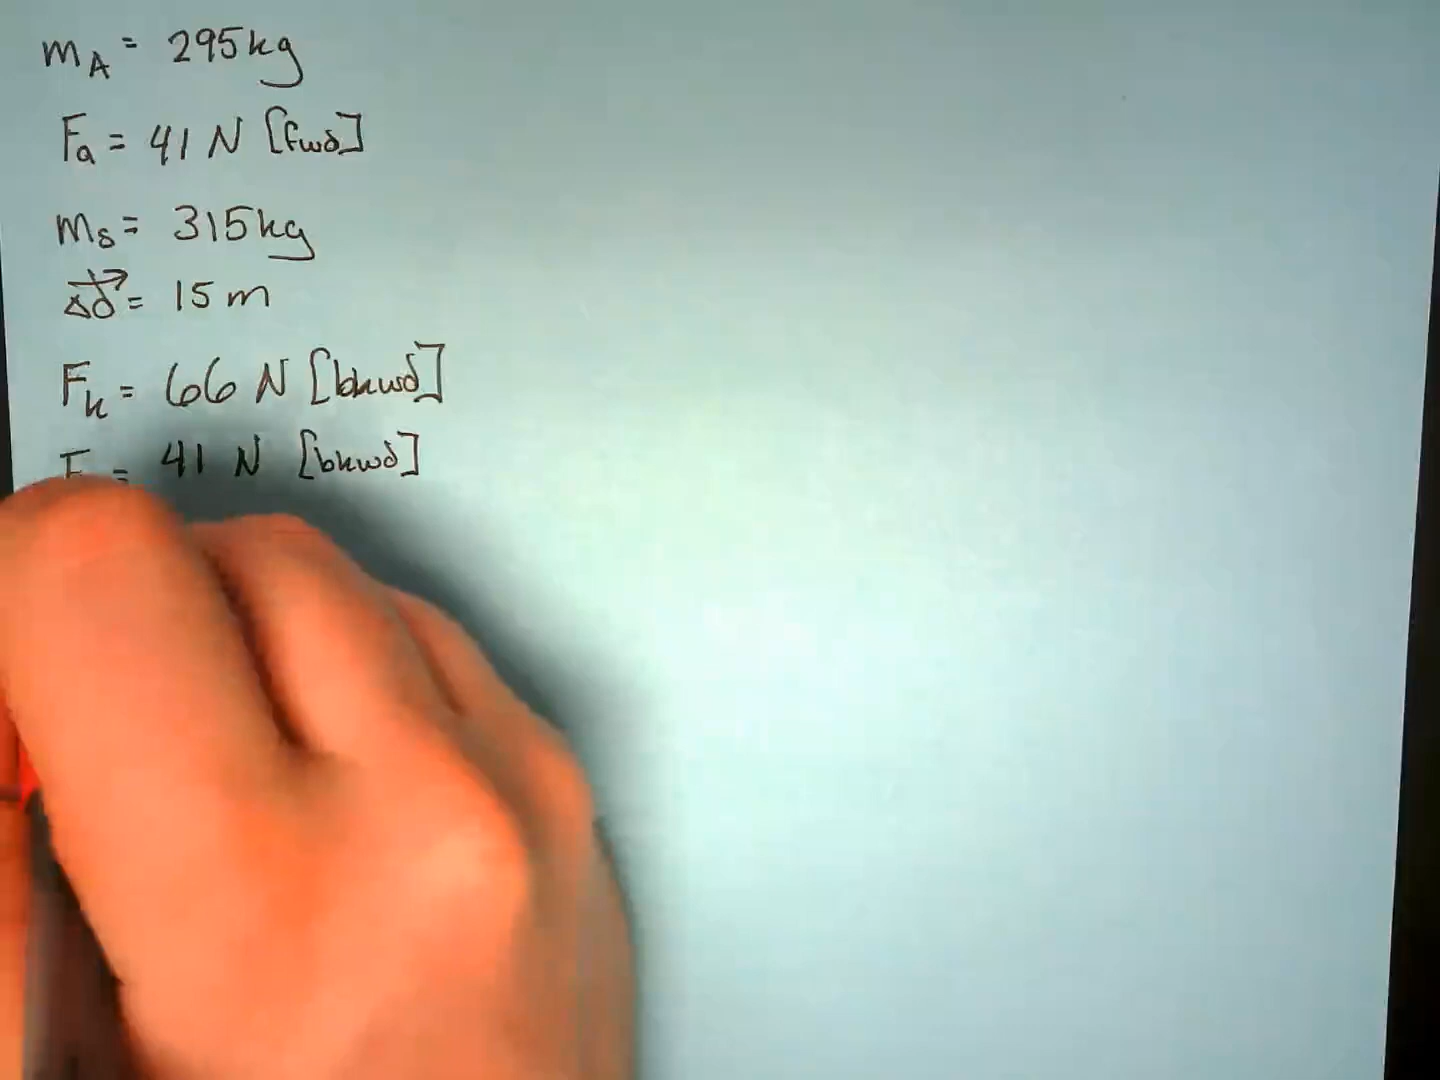 mA = 295kg
Fa = 41 N [fwd]
ms = 315kg
Δd⃗ = 15 m
Fk = 66 N [bkwd]
F = 41 N [bkwd]